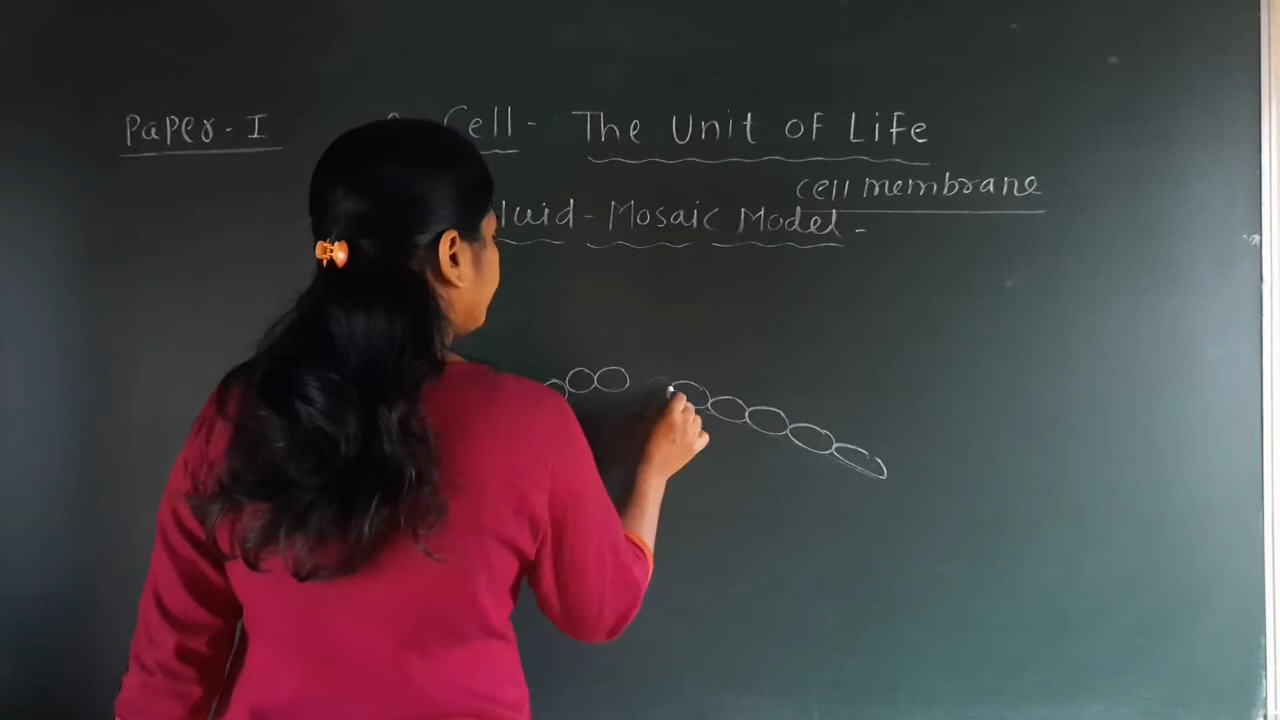 Paper - I
Cell - The Unit of Life
cell membrane
luid - Mosaic Model -